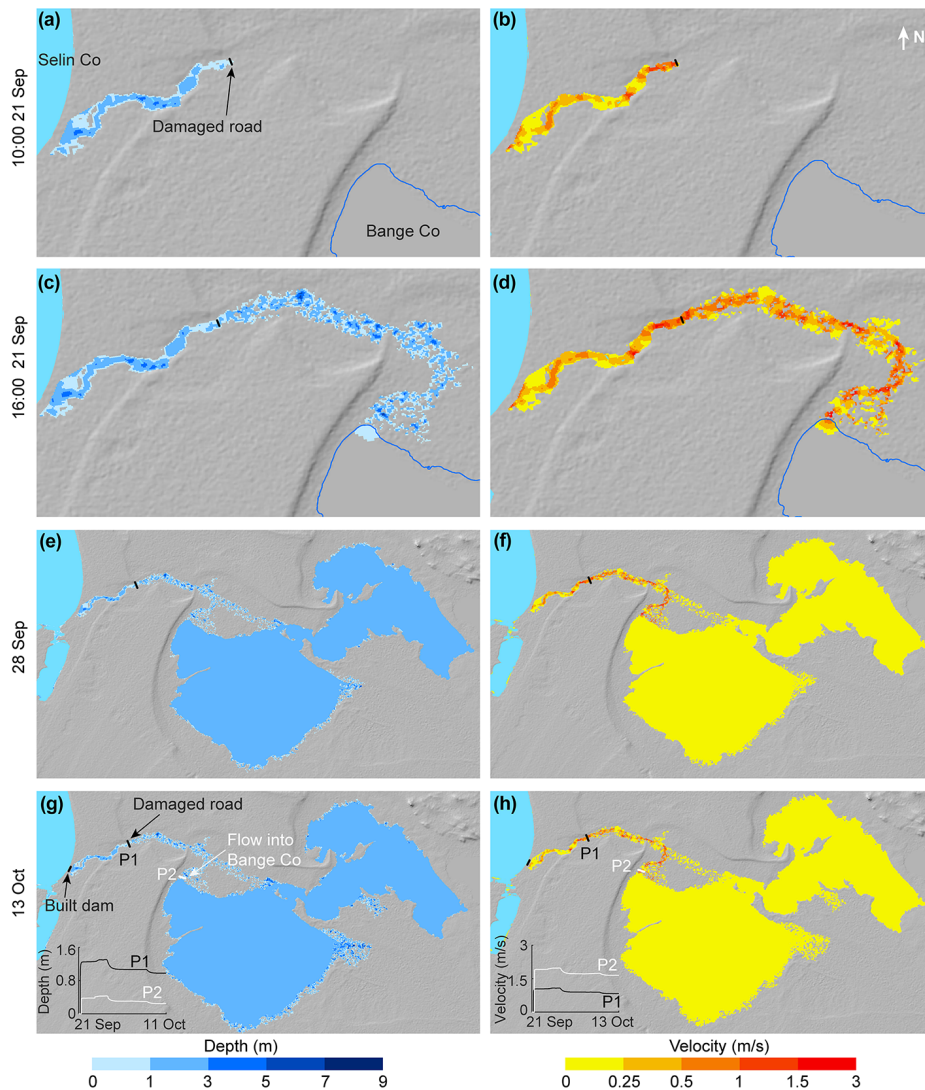 (a)
Selin Co
Damaged road
Bange Co
10:00 21 Sep
(b)
N
(c)
16:00 21 Sep
(d)
(e)
28 Sep
(f)
(g)
Damaged road
P1
Flow into
Bange Co
P2
Built dam
13 Oct
1.6
0.8
0
Depth (m)
P1
P2
21 Sep
11 Oct
(h)
P1
P2
3
1.5
0
Velocity (m/s)
P2
P1
21 Sep
13 Oct
Depth (m)
0 1 3 5 7 9
Velocity (m/s)
0 0.25 0.5 1 1.5